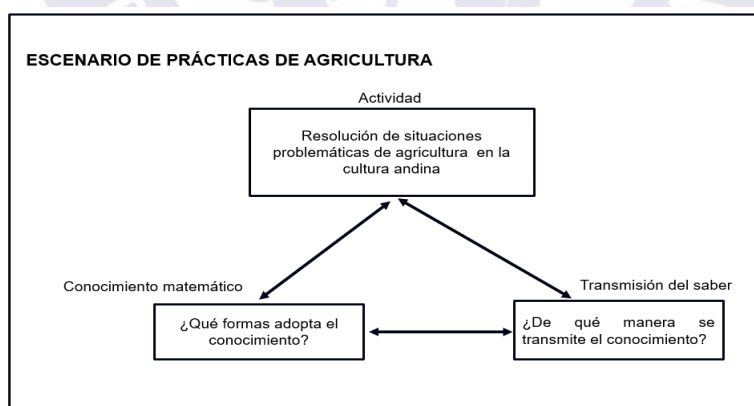 ESCENARIO DE PRÁCTICAS DE AGRICULTURA
Actividad
Resolución de situaciones
problemáticas de agricultura en la
cultura andina
Conocimiento matemático
¿Qué formas adopta el
conocimiento?
Transmisión del saber
¿De qué manera se
transmite el conocimiento?